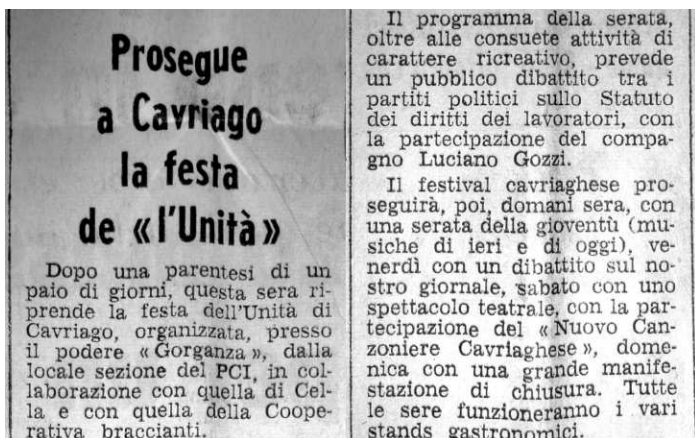 Prosegue
a Cavriago
la festa
de «l'Unità»
Dopo una parentesi di un
paio di giorni, questa sera ri-
prende la festa dell'Unità di
Cavriago, organizzata, presso
il podere «Gorganza», dalla
locale sezione del PCI, in col-
laborazione con quella di Cel-
la e con quella della Coope-
rativa braccianti.
Il programma della serata,
oltre alle consuete attività di
carattere ricreativo, prevede
un pubblico dibattito tra i
partiti politici sullo Statuto
dei diritti dei lavoratori, con
la partecipazione del compa-
gno Luciano Gozzi.
Il festival cavriaghese pro-
seguirà, poi, domani sera, con
una serata della gioventù (mu-
siche di ieri e di oggi), ve-
nerdì con un dibattito sul no-
stro giornale, sabato con uno
spettacolo teatrale, con la par-
tecipazione del «Nuovo Can-
zoniere Cavriaghese», dome-
nica con una grande manife-
stazione di chiusura. Tutte
le sere funzioneranno i vari
stands gastronomici.